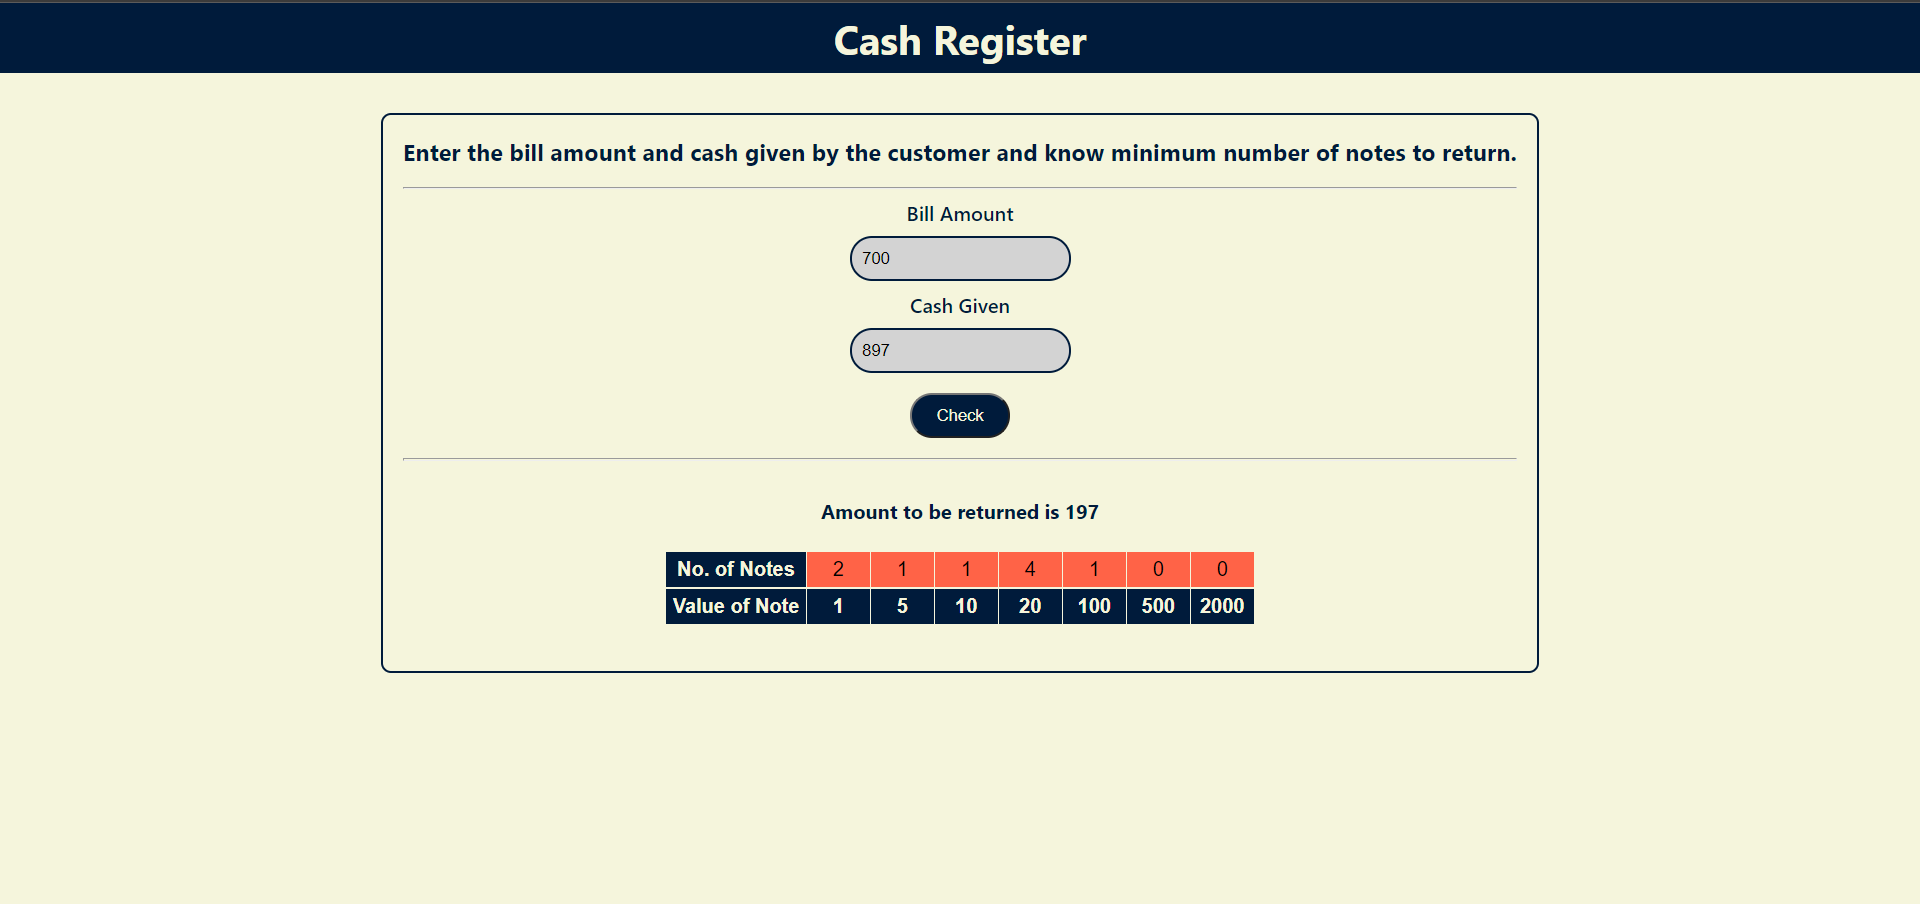 Cash Register
Enter the bill amount and cash given by the customer and know minimum number of notes to return.
Bill Amount
700
Cash Given
897
Check
Amount to be returned is 197
No. of Notes 2 1 1 4 1 0 0
Value of Note 1 5 10 20 100 500 2000